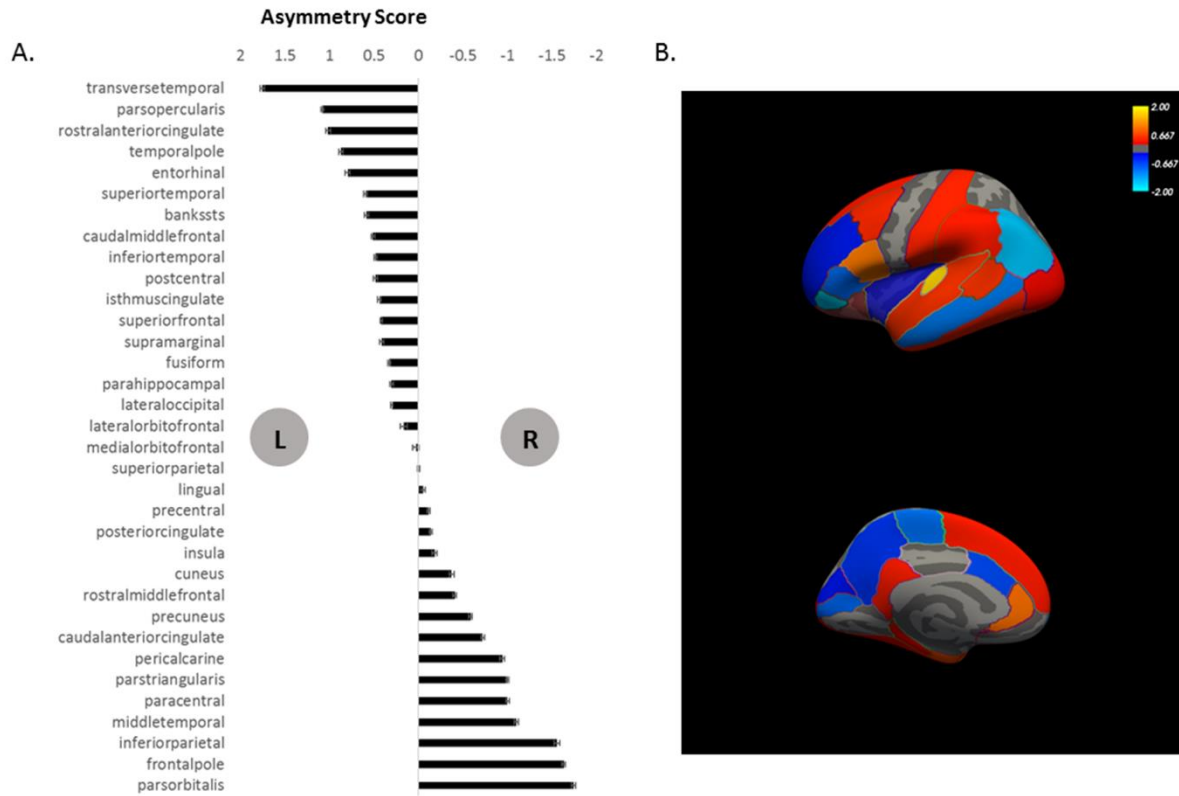 Asymmetry Score
A.
2 1.5 1 0.5 0 -0.5 -1 -1.5 -2
transversetemporal
parsopercularis
rostralanteriorcingulate
temporalpole
entorhinal
superiortemporal
bankssts
caudalmiddlefrontal
inferiortemporal
postcentral
isthmuscingulate
superiorfrontal
supramarginal
fusiform
parahippocampal
lateraloccipital
lateralorbitofrontal
medialorbitofrontal
superiorparietal
lingual
precentral
posteriorcingulate
insula
cuneus
rostralmiddlefrontal
precuneus
caudalanteriorcingulate
pericalcarine
parstriangularis
paracentral
middletemporal
inferiorparietal
frontalpole
parsorbitalis
L
R
B.
2.00
0.667
-0.667
-2.00